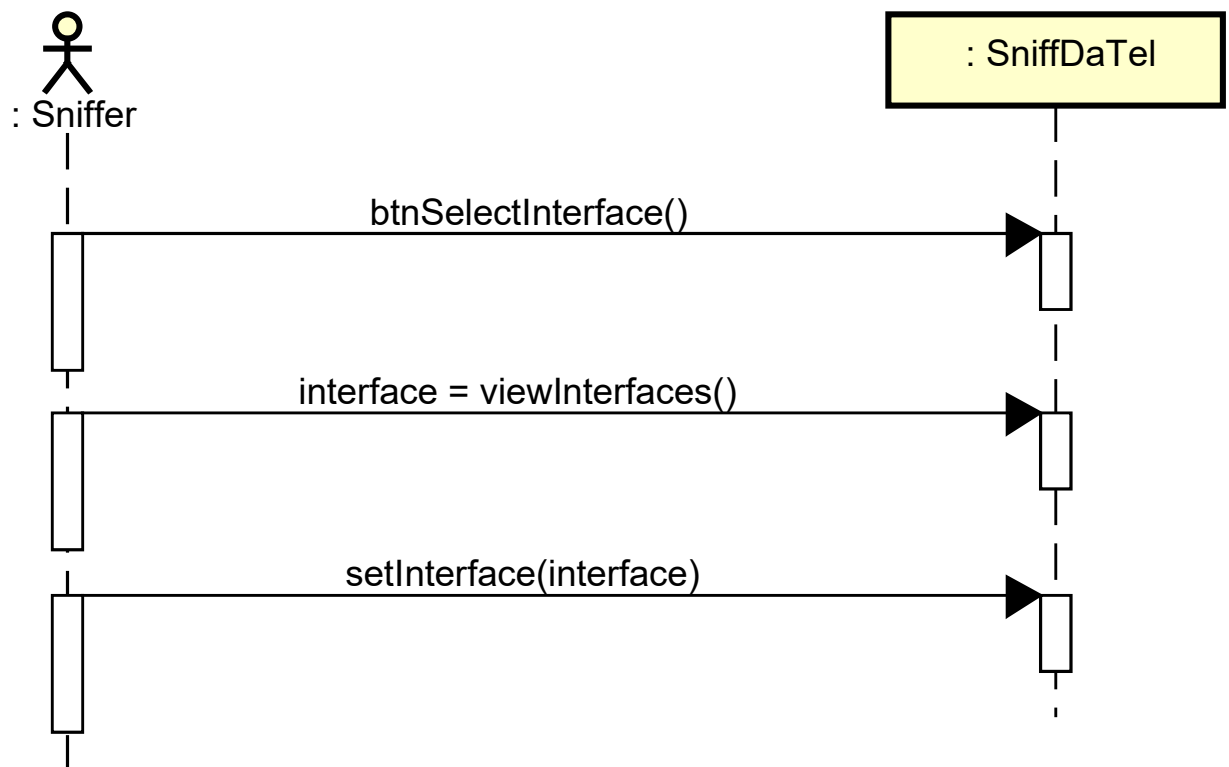 : SniffDaTel
: Sniffer
btnSelectInterface()
interface = viewInterfaces()
setInterface(interface)